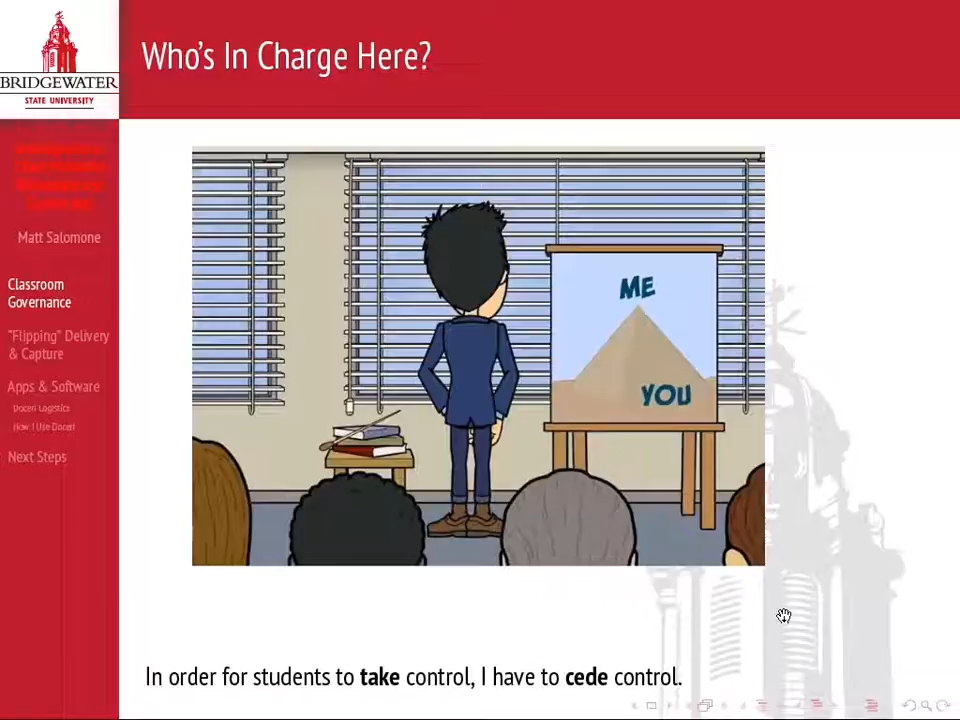 BRIDGEWATER
STATE UNIVERSITY
Who's In Charge Here?
Matt Salomone
Classroom
Governance
"Flipping" Delivery
& Capture
Apps & Software
Doceri Logistics
How I Use Doceri
Next Steps
ME
YOU
In order for students to take control, I have to cede control.